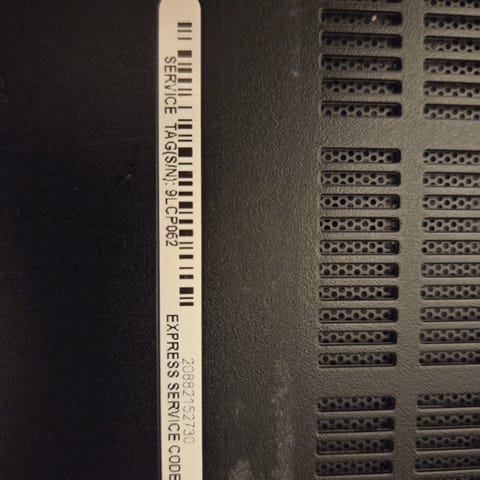 SERVICE TAG(S/N): 9LCP062
20882152730
EXPRESS SERVICE CODE